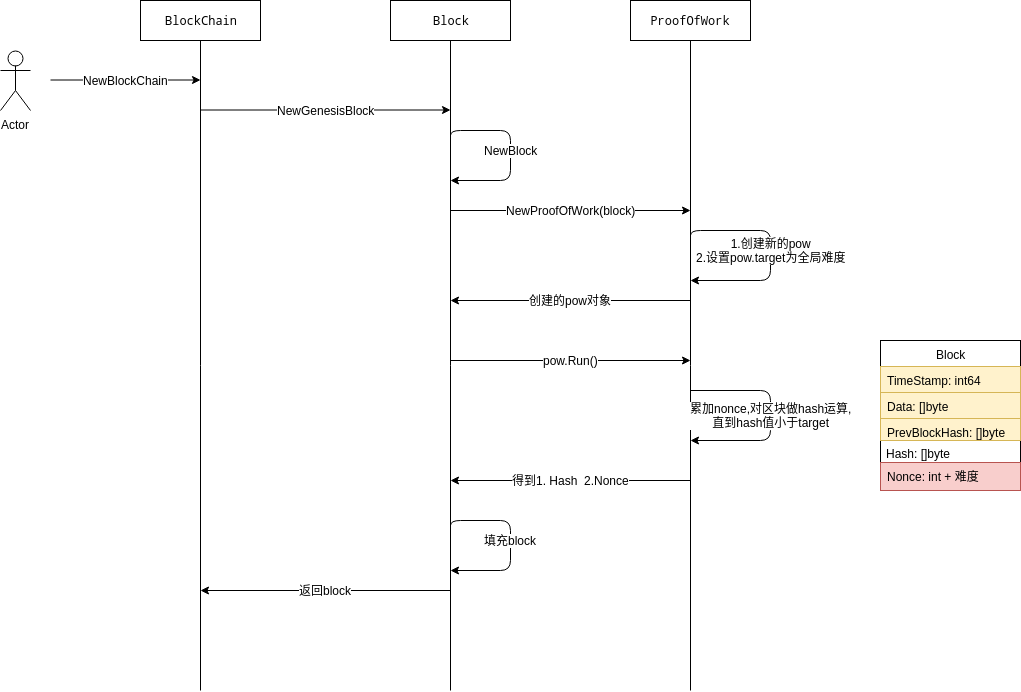 BlockChain
Block
ProofOfWork
Actor
NewBlockChain
NewGenesisBlock
NewBlock
NewProofOfWork(block)
1.创建新的pow
2.设置pow.target为全局难度
创建的pow对象
pow.Run()
累加nonce,对区块做hash运算,
直到hash值小于target
得到1. Hash  2.Nonce
填充block
返回block
Block
TimeStamp: int64
Data: []byte
PrevBlockHash: []byte
Hash: []byte
Nonce: int + 难度